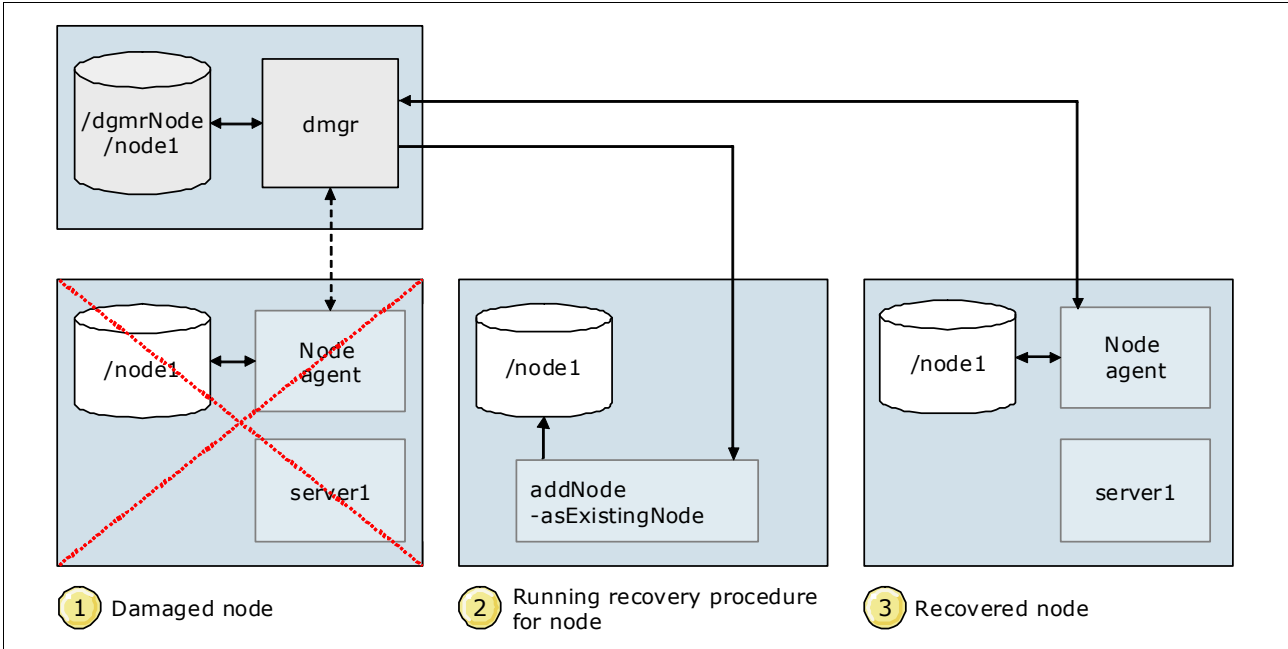 /dgmrNode
/node1
dmgr
/node1
Node
agent
server1
/node1
addNode
-asExistingNode
/node1
Node
agent
server1
1 Damaged node
2 Running recovery procedure
for node
3 Recovered node